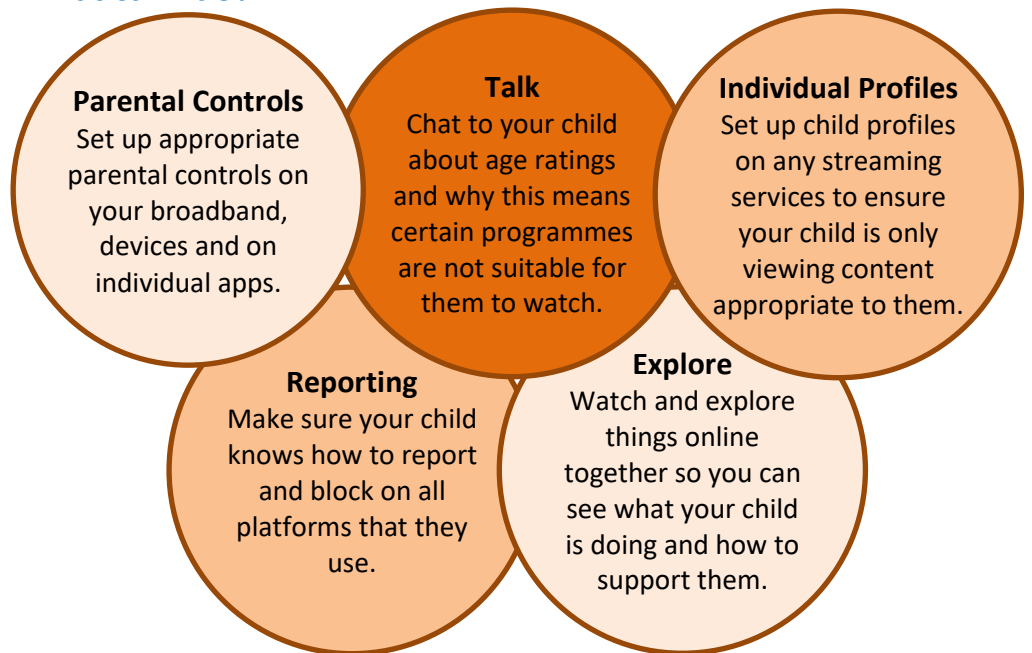 Parental Controls
Set up appropriate
parental controls on
your broadband,
devices and on
individual apps.
Talk
Chat to your child
about age ratings
and why this means
certain programmes
are not suitable for
them to watch.
Individual Profiles
Set up child profiles
on any streaming
services to ensure
your child is only
viewing content
appropriate to them.
Reporting
Make sure your child
knows how to report
and block on all
platforms that they
use.
Explore
Watch and explore
things online
together so you can
see what your child
is doing and how to
support them.